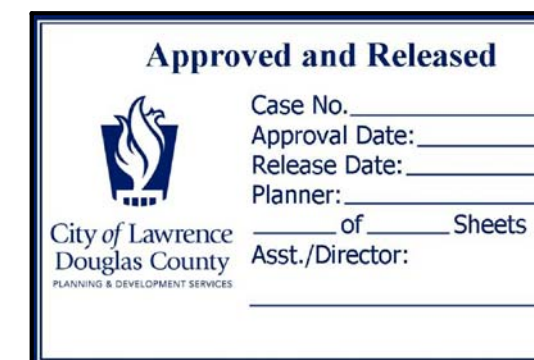 Approved and Released
Case No.
Approval Date:
Release Date:
Planner:
of Sheets
Asst./Director:
City of Lawrence
Douglas County
PLANNING & DEVELOPMENT SERVICES